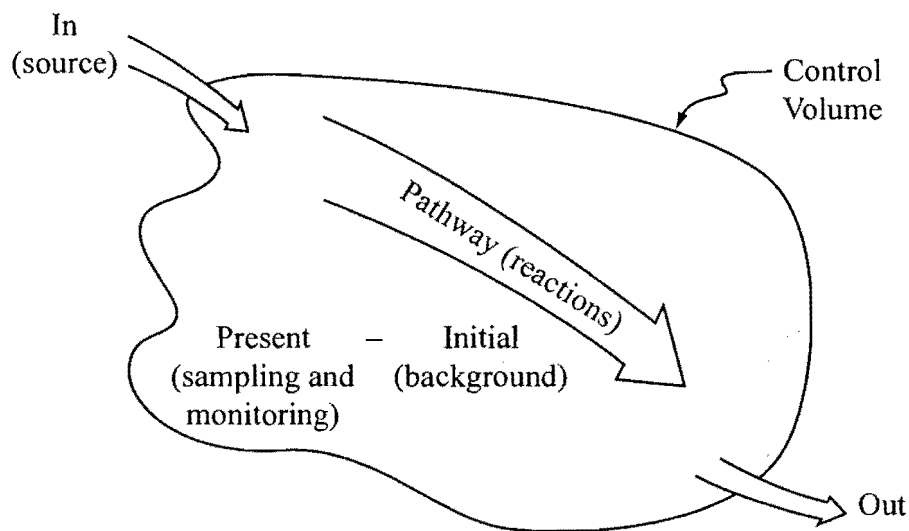 In
(source)
Control
Volume
Pathway (reactions)
Present – Initial
(sampling and (background)
monitoring)
Out